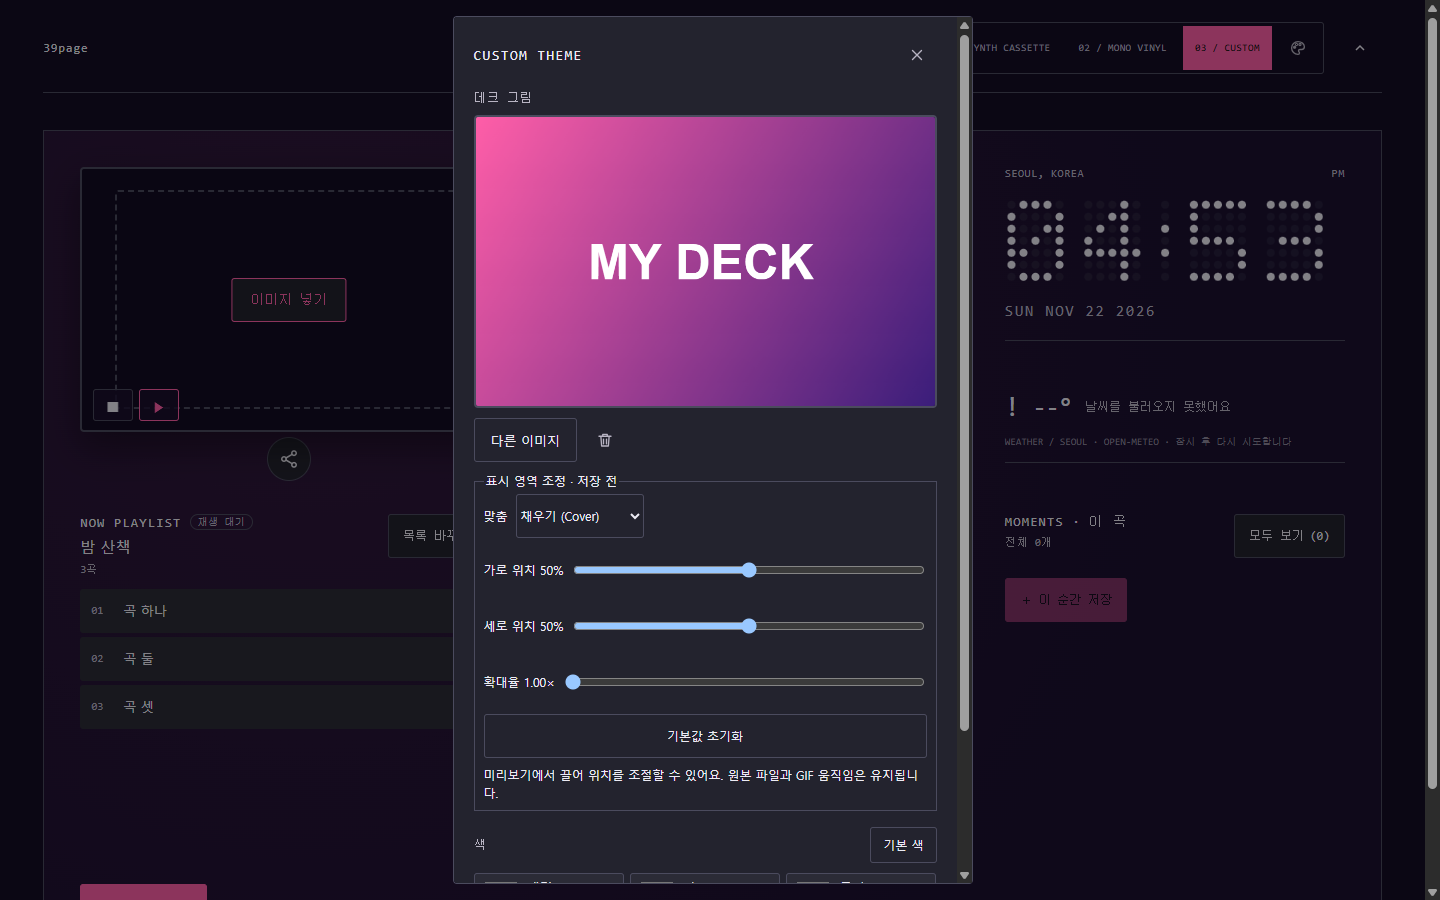 39page
YNTH CASSETTE
02 / MONO VINYL
03 / CUSTOM
CUSTOM THEME
데크 그림
MY DECK
다른 이미지
표시 영역 조정 · 저장 전
맞춤 채우기 (Cover)
가로 위치 50%
세로 위치 50%
확대율 1.00×
기본값 초기화
미리보기에서 끌어 위치를 조절할 수 있어요. 원본 파일과 GIF 움직임은 유지됩니
다.
색
기본 색
이미지 넣기
NOW PLAYLIST 재생 대기
밤 산책
3곡
목록 바꾸
01 곡 하나
02 곡 둘
03 곡 셋
SEOUL, KOREA
PM
04:53
SUN NOV 22 2026
! --° 날씨를 불러오지 못했어요
WEATHER / SEOUL · OPEN-METEO · 잠시 후 다시 시도합니다
MOMENTS · 이 곡
전체 0개
모두 보기 (0)
+ 이 순간 저장